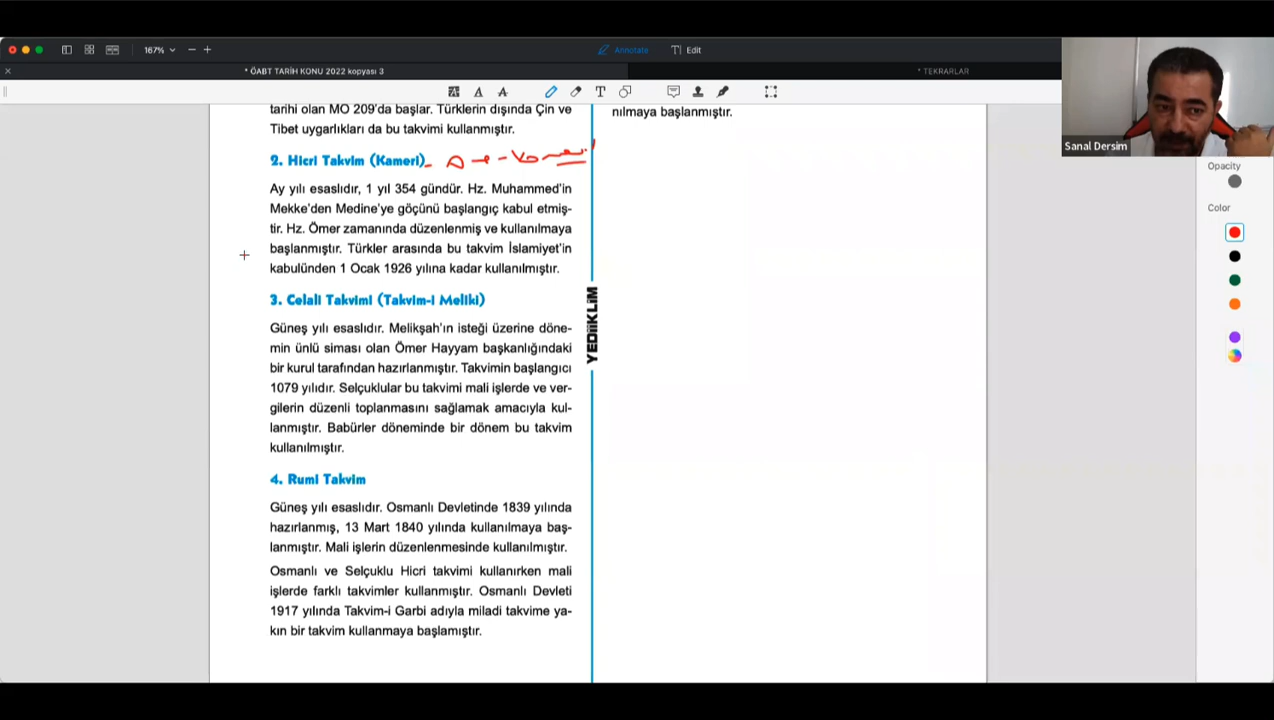 167%
Annotate
Edit
* ÖABT TARİH KONU 2022 kopyası 3
* TEKRARLAR
tarihi olan MO 209'da başlar. Türklerin dışında Çin ve
Tibet uygarlıkları da bu takvimi kullanmıştır.
2. Hicri Takvim (Kameri)
Ay yılı esaslıdır, 1 yıl 354 gündür. Hz. Muhammed'in
Mekke'den Medine'ye göçünü başlangıç kabul etmiş-
tir. Hz. Ömer zamanında düzenlenmiş ve kullanılmaya
başlanmıştır. Türkler arasında bu takvim İslamiyet'in
kabulünden 1 Ocak 1926 yılına kadar kullanılmıştır.
3. Celali Takvimi (Takvim-i Meliki)
Güneş yılı esaslıdır. Melikşah'ın isteği üzerine döne-
min ünlü siması olan Ömer Hayyam başkanlığındaki
bir kurul tarafından hazırlanmıştır. Takvimin başlangıcı
1079 yılıdır. Selçuklular bu takvimi mali işlerde ve ver-
gilerin düzenli toplanmasını sağlamak amacıyla kul-
lanmıştır. Babürler döneminde bir dönem bu takvim
kullanılmıştır.
4. Rumi Takvim
Güneş yılı esaslıdır. Osmanlı Devletinde 1839 yılında
hazırlanmış, 13 Mart 1840 yılında kullanılmaya baş-
lanmıştır. Mali işlerin düzenlenmesinde kullanılmıştır.
Osmanlı ve Selçuklu Hicri takvimi kullanırken mali
işlerde farklı takvimler kullanmıştır. Osmanlı Devleti
1917 yılında Takvim-i Garbi adıyla miladi takvime ya-
kın bir takvim kullanmaya başlamıştır.
YEDiiKLiM
nılmaya başlanmıştır.
Sanal Dersim
Opacity
Color